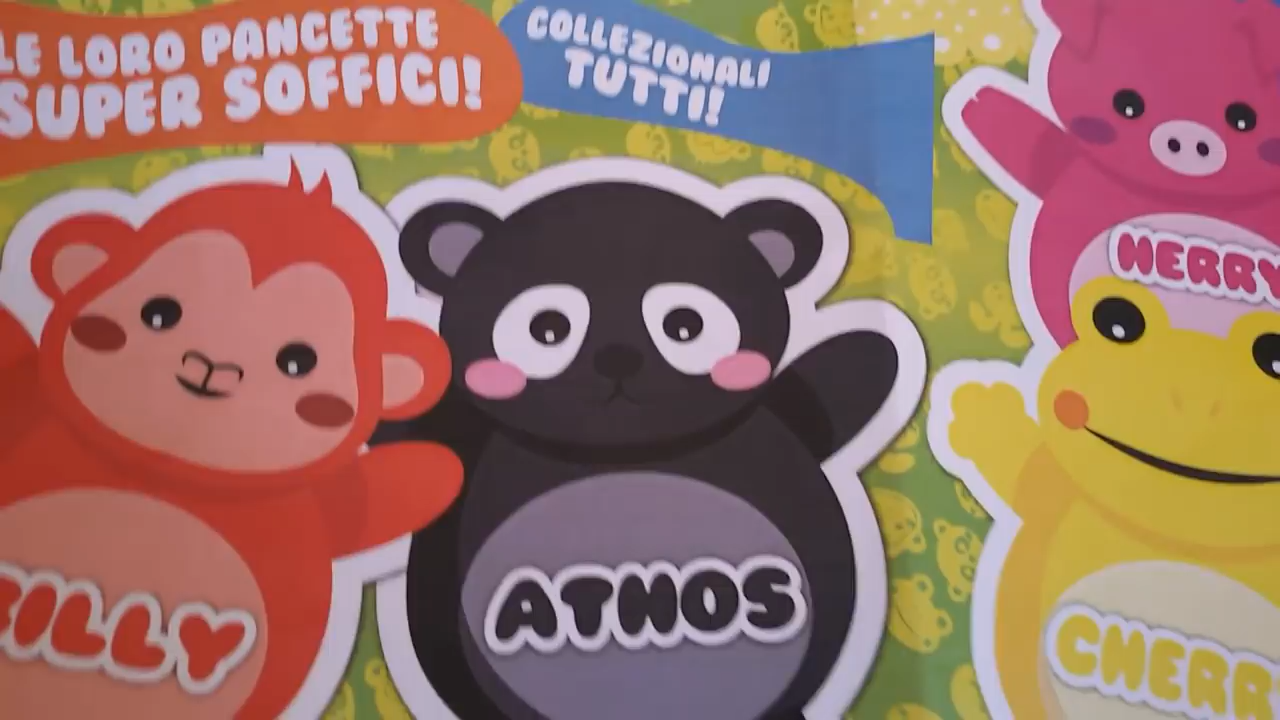 LE LORO PANCETTE
SUPER SOFFICI!
COLLEZIONALI
TUTTI!
HERRY
ATHOS